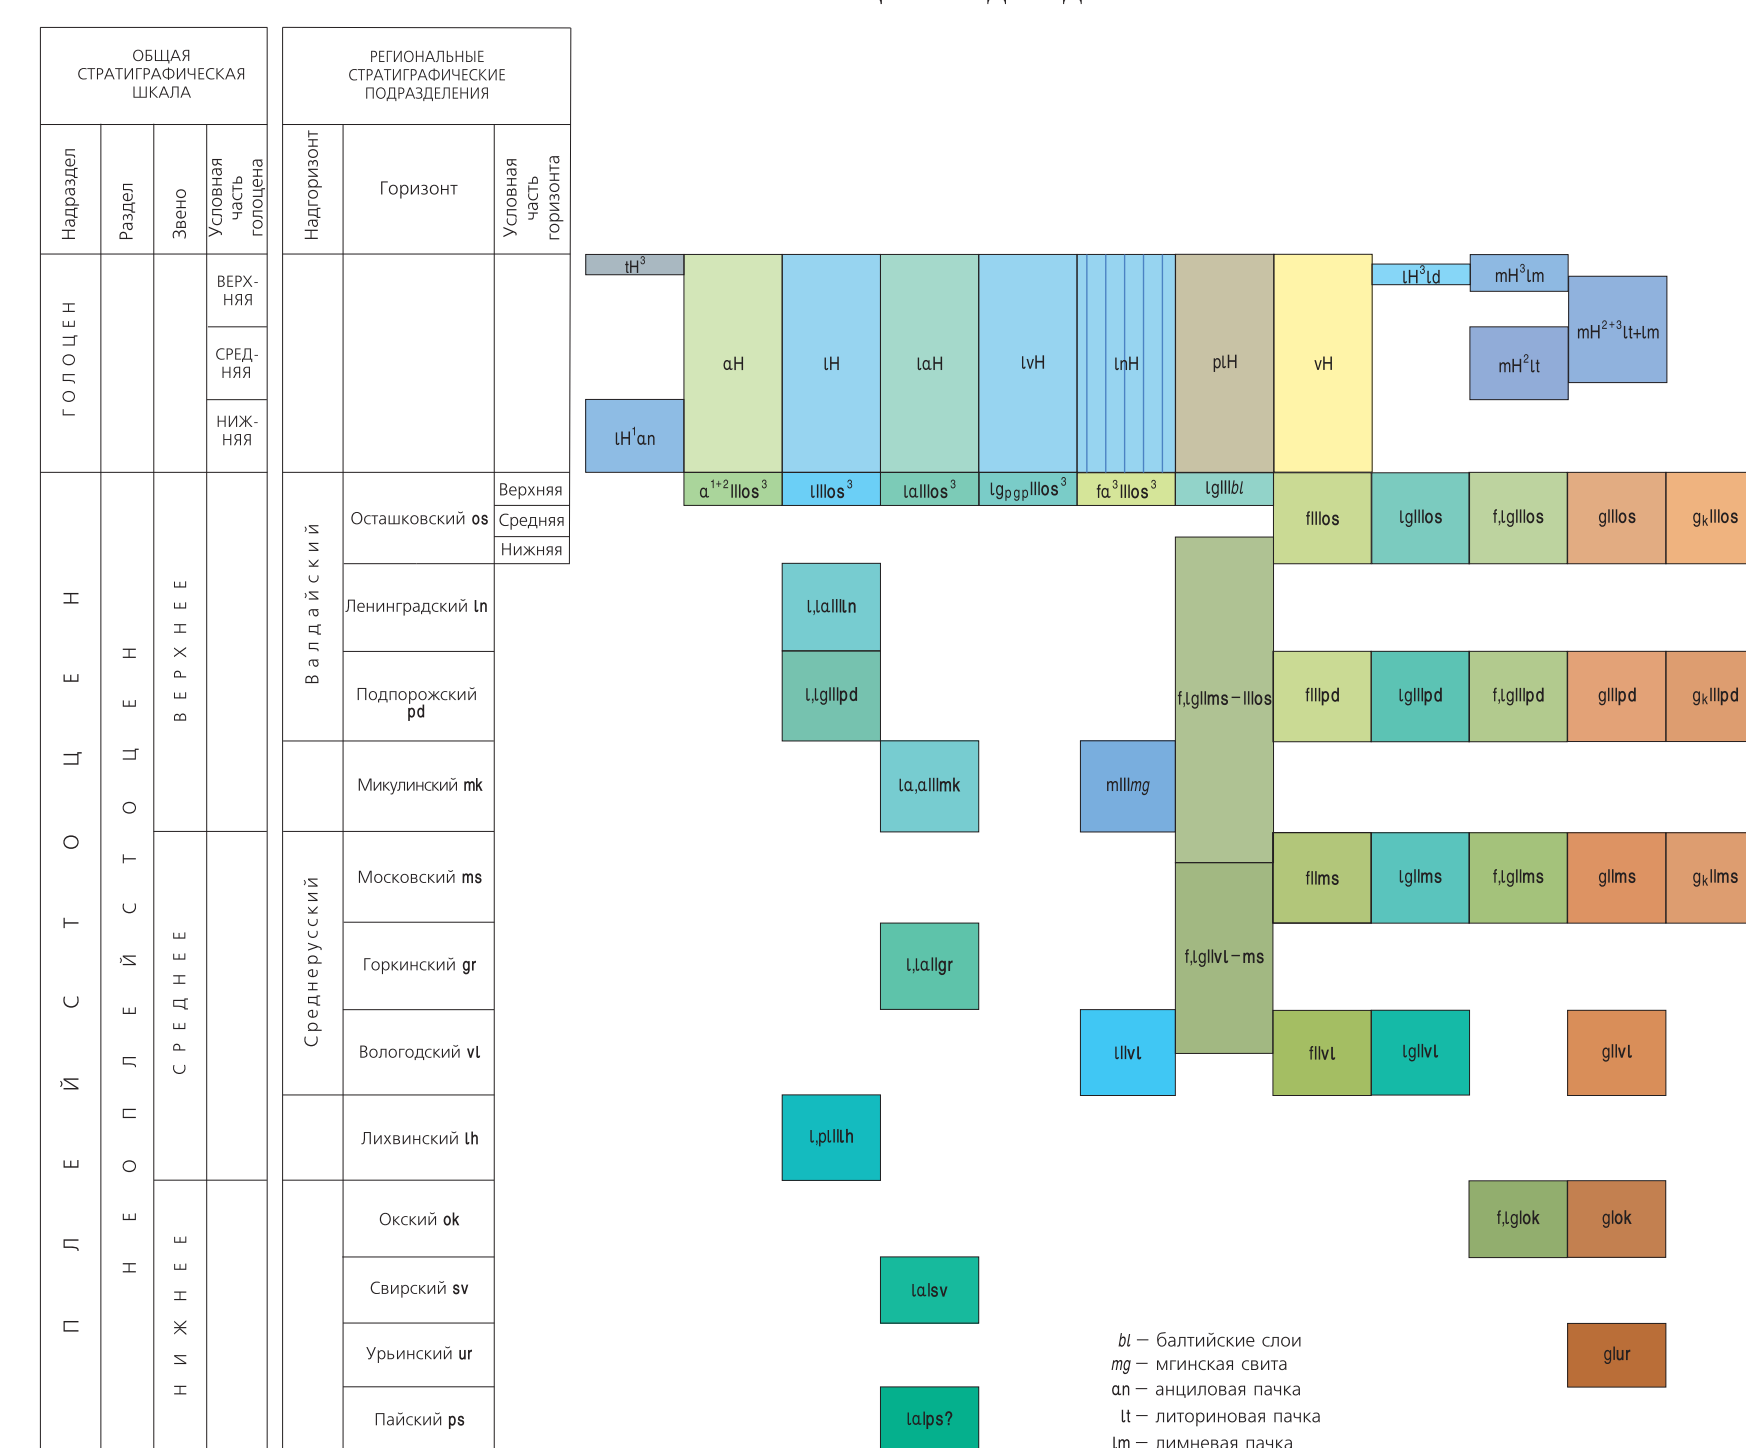 ОБЩАЯ
СТРАТИГРАФИЧЕСКАЯ
ШКАЛА
РЕГИОНАЛЬНЫЕ
СТРАТИГРАФИЧЕСКИЕ
ПОДРАЗДЕЛЕНИЯ
Надраздел
Раздел
Звено
Условная
часть
голоцена
Надгоризонт
Горизонт
Условная
часть
горизонта
ГОЛОЦЕН
ВЕРХ-
НЯЯ
СРЕД-
НЯЯ
НИЖ-
НЯЯ
tH³
lH¹an
aH
lH
laH
lvH
lnH
plH
vH
lH³ld
mH³lm
mH²lt
mH²⁺³lt+lm
ПЛЕЙСТОЦЕН
НЕОПЛЕЙСТОЦЕН
ВЕРХНЕЕ
СРЕДНЕЕ
НИЖНЕЕ
Валдайский
Среднерусский
Осташковский os
Верхняя
Средняя
Нижняя
a¹⁺²IIIos³
lIIIos³
laIIIos³
lgpgpIIIos³
fa³IIIos³
lgIIIbl
fIIIos
lgIIIos
f,lgIIIos
gIIIos
gkIIIos
Ленинградский ln
l,laIIIln
Подпорожский
pd
l,lgIIIpd
f,lgIIms–IIIos
fIIIpd
lgIIIpd
f,lgIIIpd
gIIIpd
gkIIIpd
Микулинский mk
la,aIIImk
mIIImg
Московский ms
fIIms
lgIIms
f,lgIIms
gIIms
gkIIms
Горкинский gr
l,laIIgr
f,lgIIvl–ms
Вологодский vl
lIIvl
fIIvl
lgIIvl
gIIvl
Лихвинский lh
l,plIIlh
Окский ok
f,lgIok
gIok
Свирский sv
laIsv
Урьинский ur
gIur
Пайский ps
laIps?
bl – балтийские слои
mg – мгинская свита
an – анциловая пачка
lt – литориновая пачка
lm – лимневая пачка